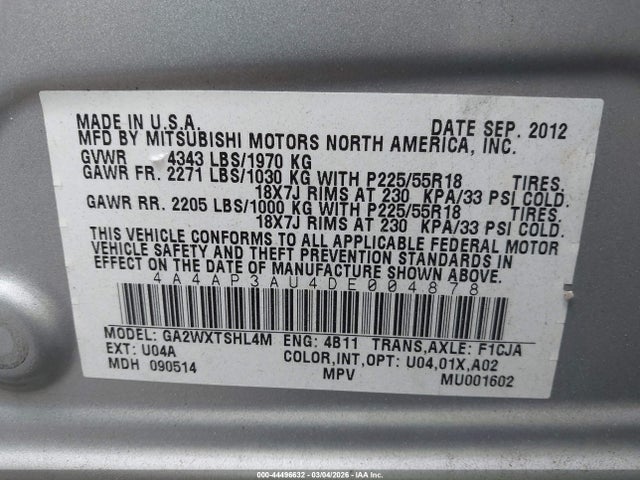 MADE IN U.S.A. DATE SEP. 2012
MFD BY MITSUBISHI MOTORS NORTH AMERICA, INC.
GVWR 4343 LBS/1970 KG
GAWR FR. 2271 LBS/1030 KG WITH P225/55R18 TIRES.
18X7J RIMS AT 230 KPA/33 PSI COLD.
GAWR RR. 2205 LBS/1000 KG WITH P225/55R18 TIRES.
18X7J RIMS AT 230 KPA/33 PSI COLD.
THIS VEHICLE CONFORMS TO ALL APPLICABLE FEDERAL MOTOR
VEHICLE SAFETY AND THEFT PREVENTION STANDARDS IN
EFFECT ON THE DATE OF MANUFACTURE SHOWN ABOVE.
4A4AP3AU4DE004878
MODEL: GA2WXTSHL4M ENG: 4B11 TRANS,AXLE: F1CJA
EXT: U04A COLOR,INT,OPT: U04,01X,A02
MDH 090514 MPV MU001602
000-44496632 - 03/04/2026 - IAA Inc.